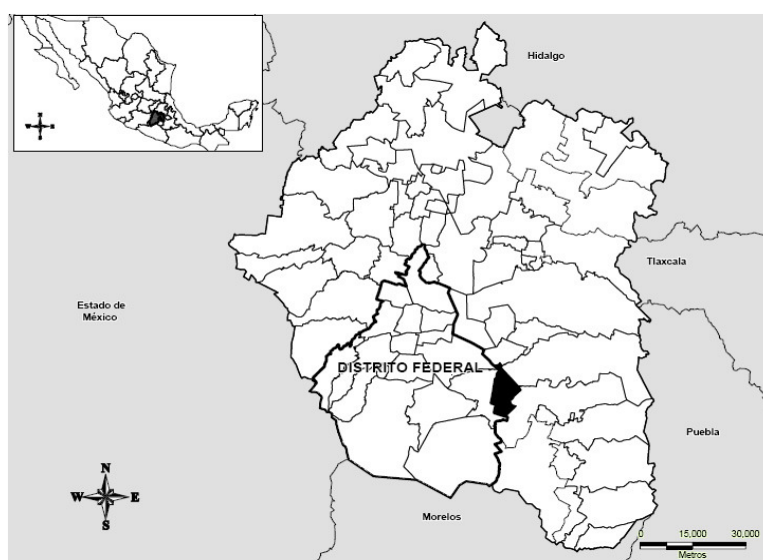 Hidalgo
W E
Tlaxcala
Estado de
México
DISTRITO FEDERAL
Puebla
N
W E
S
Morelos
0 15,000 30,000
Metros